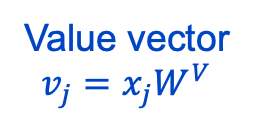 Value vector
v_j = x_j W^V